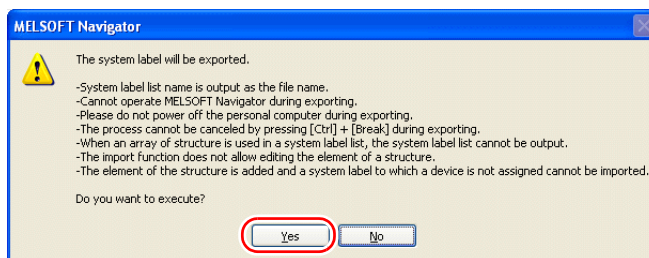 MELSOFT Navigator
The system label will be exported.
-System label list name is output as the file name.
-Cannot operate MELSOFT Navigator during exporting.
-Please do not power off the personal computer during exporting.
-The process cannot be canceled by pressing [Ctrl] + [Break] during exporting.
-When an array of structure is used in a system label list, the system label list cannot be output.
-The import function does not allow editing the element of a structure.
-The element of the structure is added and a system label to which a device is not assigned cannot be imported.
Do you want to execute?
Yes No